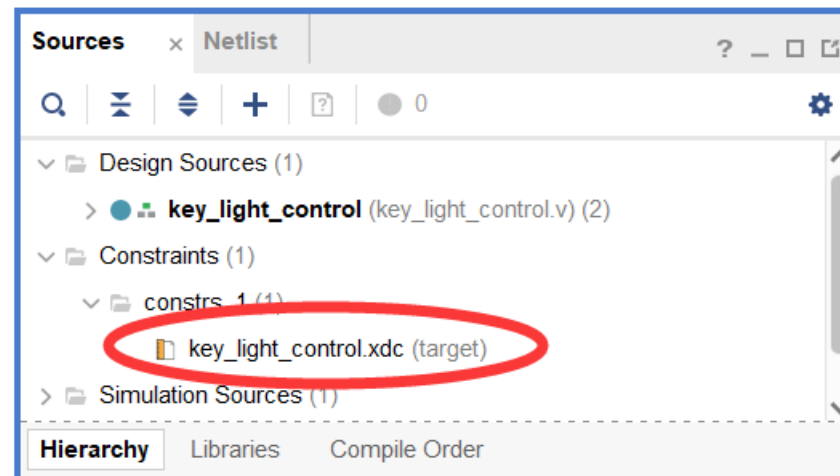 Sources × Netlist
? 0
Design Sources (1)
key_light_control (key_light_control.v) (2)
Constraints (1)
constrs_1 (1)
key_light_control.xdc (target)
Simulation Sources (1)
Hierarchy Libraries Compile Order